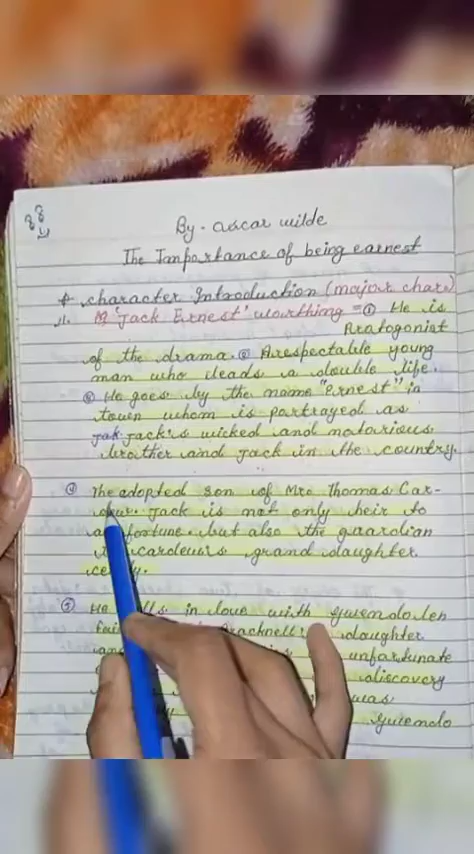 By. Oscar wilde
The Importance of being earnest
character Introduction (major chars)
1. "Jack Ernest" worthing = ① He is
Protogonist
of the drama. ② A respectable young
man who leads a double life.
③ He goes by the name "Ernest" in
town whom is portrayed as
Jack's wicked and notorious
brother and jack in the country.
④ The adopted son of Mr. Thomas Car-
Jack is not only heir to
fortune. but also the guardian
cardew's grand daughter
⑤ He in love with gwendolen
daughter
unfortunate
discovery
was
gwendo